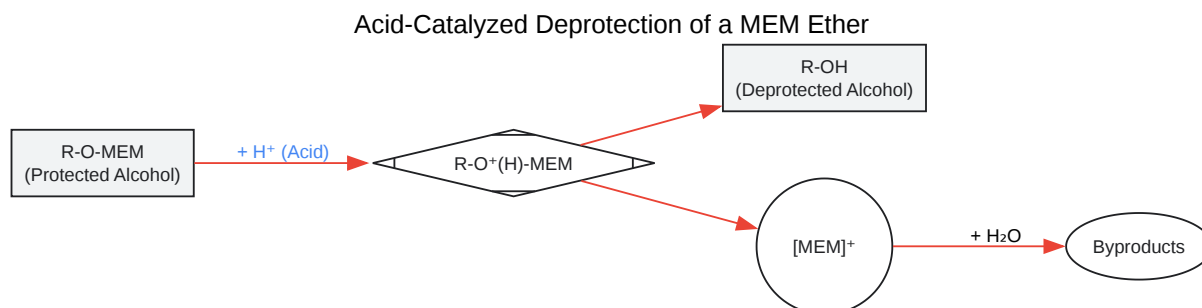 Acid-Catalyzed Deprotection of a MEM Ether
R-OH
(Deprotected Alcohol)
R-O-MEM
(Protected Alcohol)
+ H⁺ (Acid)
R-O⁺(H)-MEM
[MEM]⁺
+ H₂O
Byproducts